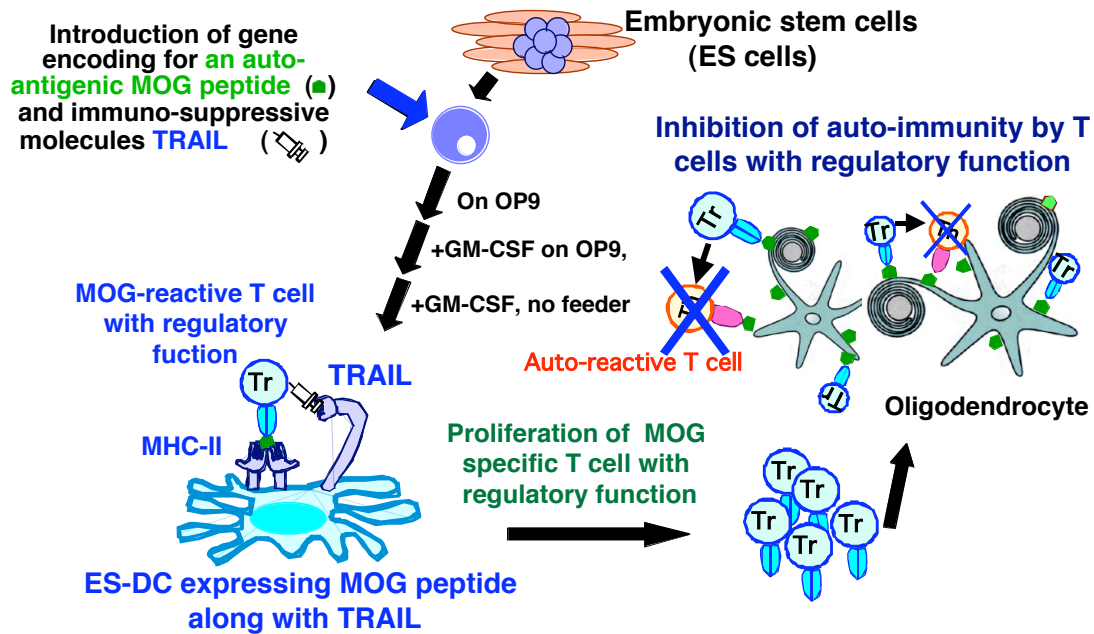 Introduction of gene
encoding for an auto-
antigenic MOG peptide ( )
and immuno-suppressive
molecules TRAIL ( )
Embryonic stem cells
(ES cells)
On OP9
+GM-CSF on OP9,
+GM-CSF, no feeder
MOG-reactive T cell
with regulatory
fuction
Tr
TRAIL
MHC-II
ES-DC expressing MOG peptide
along with TRAIL
Proliferation of MOG
specific T cell with
regulatory function
Tr
Tr
Tr
Tr
Tr
Inhibition of auto-immunity by T
cells with regulatory function
Tr
Tr
Tr
Tr
Auto-reactive T cell
Oligodendrocyte